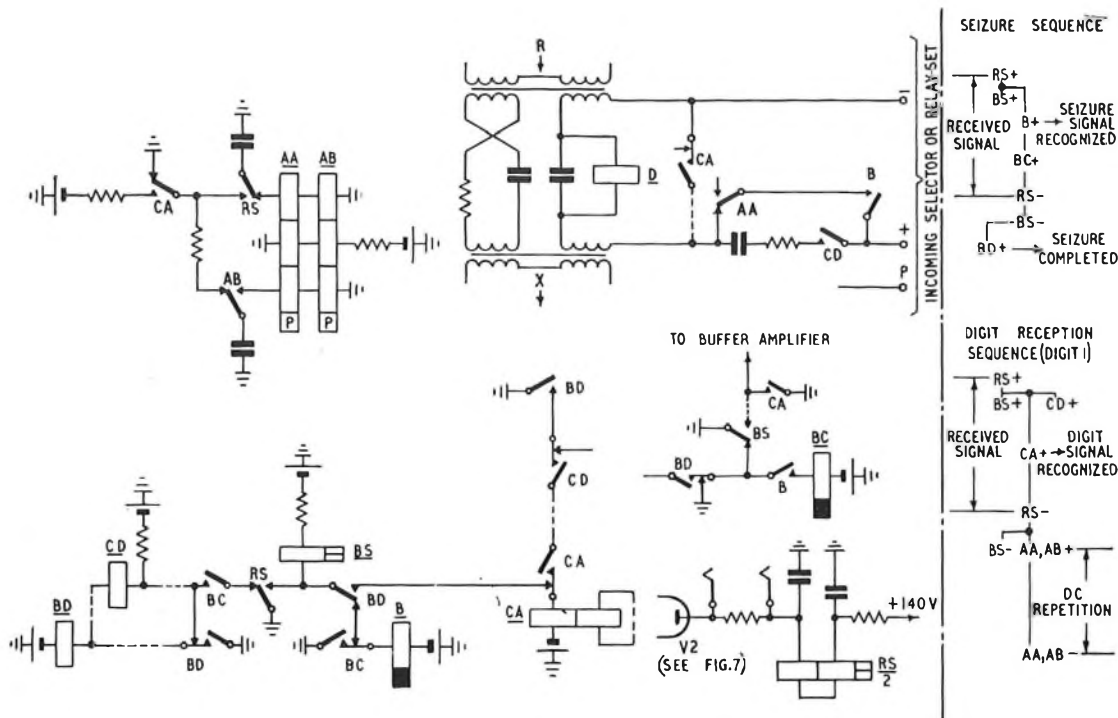 R
CA
RS
AA
AB
AB
P
P
D
CA
AA
B
CD
X
−
+
P
INCOMING SELECTOR OR RELAY-SET
SEIZURE SEQUENCE
RS+
BS+
RECEIVED
SIGNAL
B+ → SEIZURE
SIGNAL
RECOGNIZED
BC+
RS-
BS-
BD+ → SEIZURE
COMPLETED
TO BUFFER AMPLIFIER
CA
BS
BC
BD
B
BD
CD
CA
CA
CD
BS
BD
BC
RS
BD
BD
BC
B
V2
(SEE FIG.7)
+140V
RS
2
DIGIT RECEPTION
SEQUENCE (DIGIT 1)
RS+
BS+ CD+
RECEIVED
SIGNAL
CA+ → DIGIT
SIGNAL
RECOGNIZED
RS-
BS- AA,AB+
DC
REPETITION
AA,AB-